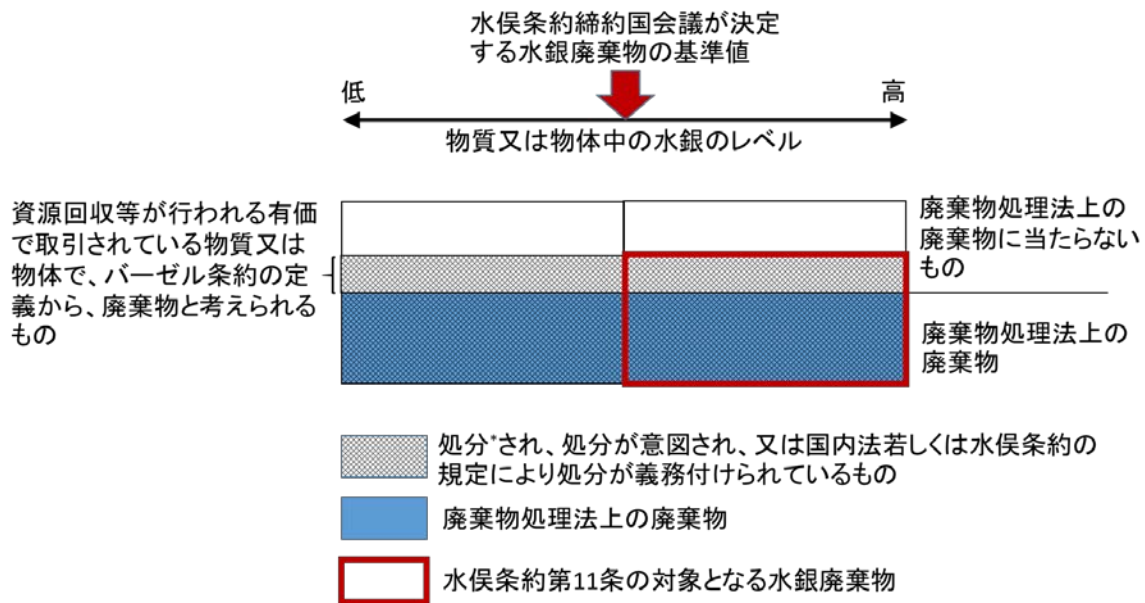 水俣条約締約国会議が決定
する水銀廃棄物の基準値
低
高
物質又は物体中の水銀のレベル
資源回収等が行われる有価
で取引されている物質又は
物体で、バーゼル条約の定
義から、廃棄物と考えられる
もの
廃棄物処理法上の
廃棄物に当たらない
もの
廃棄物処理法上の
廃棄物
処分*され、処分が意図され、又は国内法若しくは水俣条約の
規定により処分が義務付けられているもの
廃棄物処理法上の廃棄物
水俣条約第11条の対象となる水銀廃棄物